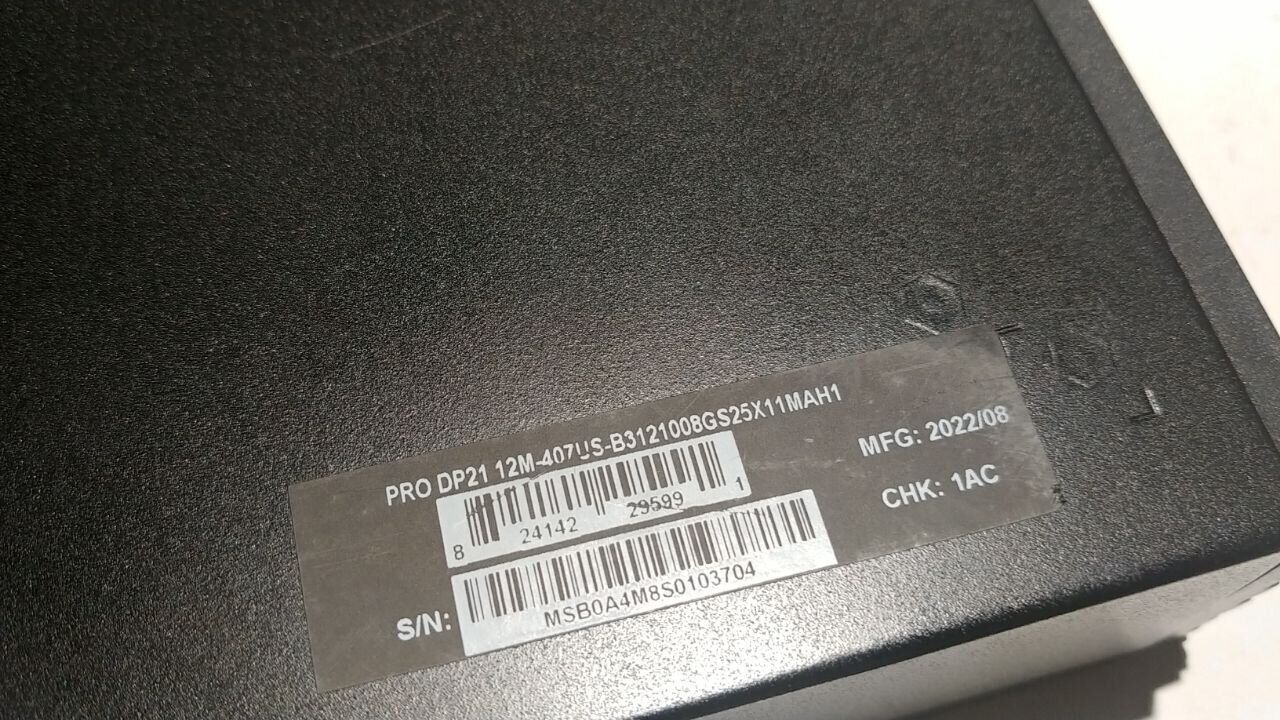 PRO DP21 12M-407US-B3121008GS25X11MAH1
8 24142 29599 1
MFG: 2022/08
CHK: 1AC
S/N: MSB0A4M8S0103704